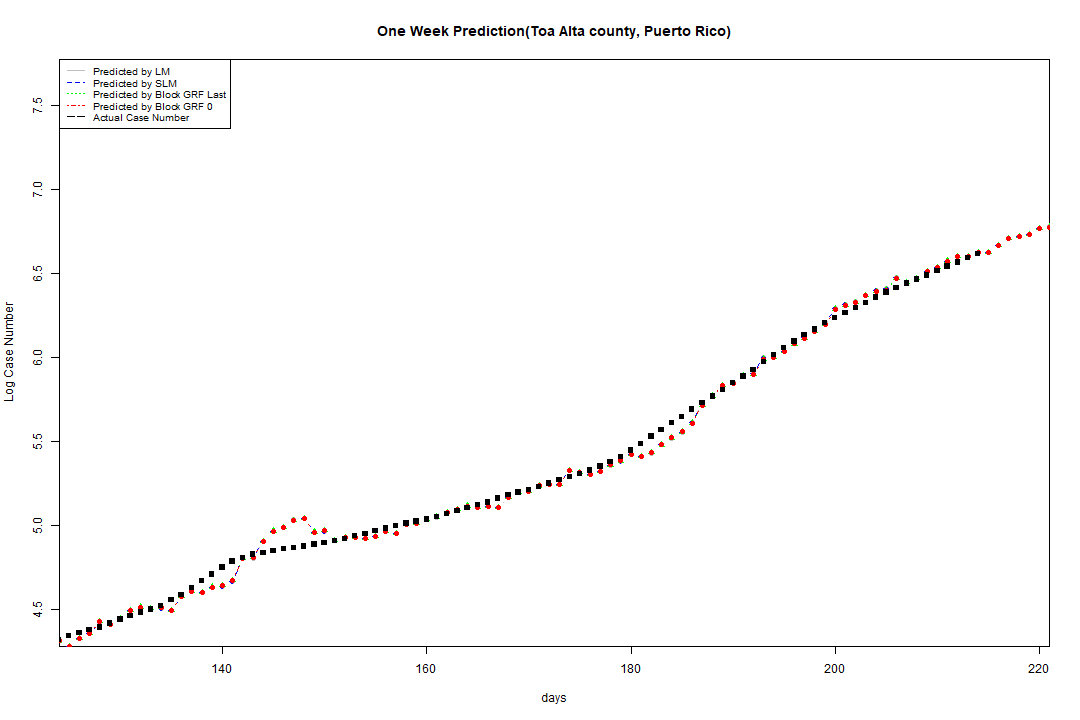 One Week Prediction(Toa Alta county, Puerto Rico)
Predicted by LM
Predicted by SLM
Predicted by Block GRF Last
Predicted by Block GRF 0
Actual Case Number
7.5
7.0
6.5
6.0
5.5
5.0
4.5
Log Case Number
140 160 180 200 220
days